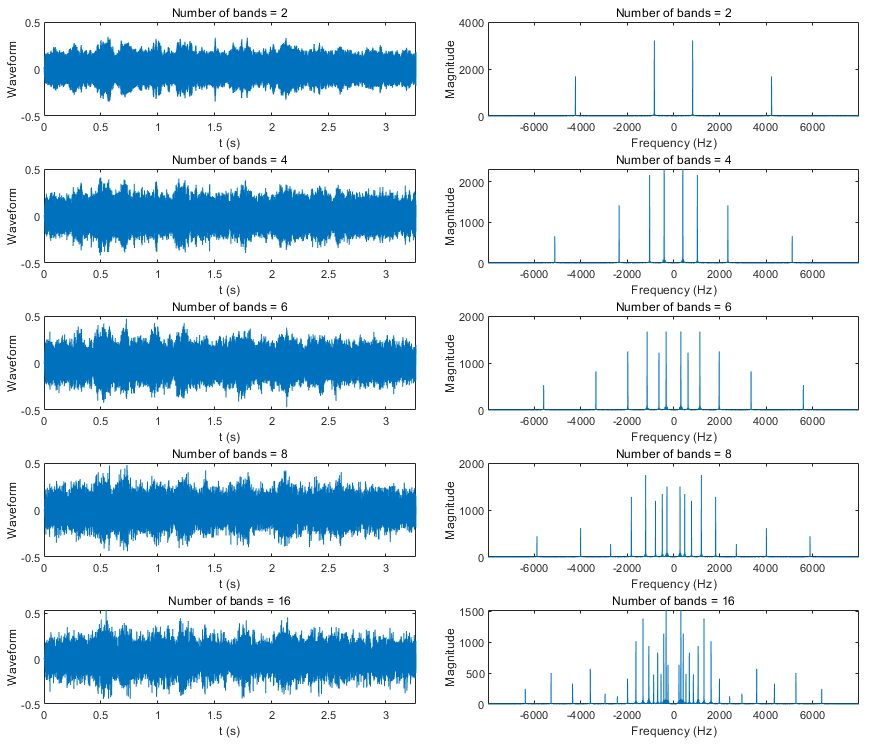 Number of bands = 2
0.5
0
-0.5
Waveform
0 0.5 1 1.5 2 2.5 3
t (s)
Number of bands = 2
4000
2000
0
Magnitude
-6000 -4000 -2000 0 2000 4000 6000
Frequency (Hz)
Number of bands = 4
0.5
0
-0.5
Waveform
0 0.5 1 1.5 2 2.5 3
t (s)
Number of bands = 4
2000
1000
0
Magnitude
-6000 -4000 -2000 0 2000 4000 6000
Frequency (Hz)
Number of bands = 6
0.5
0
-0.5
Waveform
0 0.5 1 1.5 2 2.5 3
t (s)
Number of bands = 6
2000
1000
0
Magnitude
-6000 -4000 -2000 0 2000 4000 6000
Frequency (Hz)
Number of bands = 8
0.5
0
-0.5
Waveform
0 0.5 1 1.5 2 2.5 3
t (s)
Number of bands = 8
2000
1000
0
Magnitude
-6000 -4000 -2000 0 2000 4000 6000
Frequency (Hz)
Number of bands = 16
0.5
0
-0.5
Waveform
0 0.5 1 1.5 2 2.5 3
t (s)
Number of bands = 16
1500
1000
500
0
Magnitude
-6000 -4000 -2000 0 2000 4000 6000
Frequency (Hz)